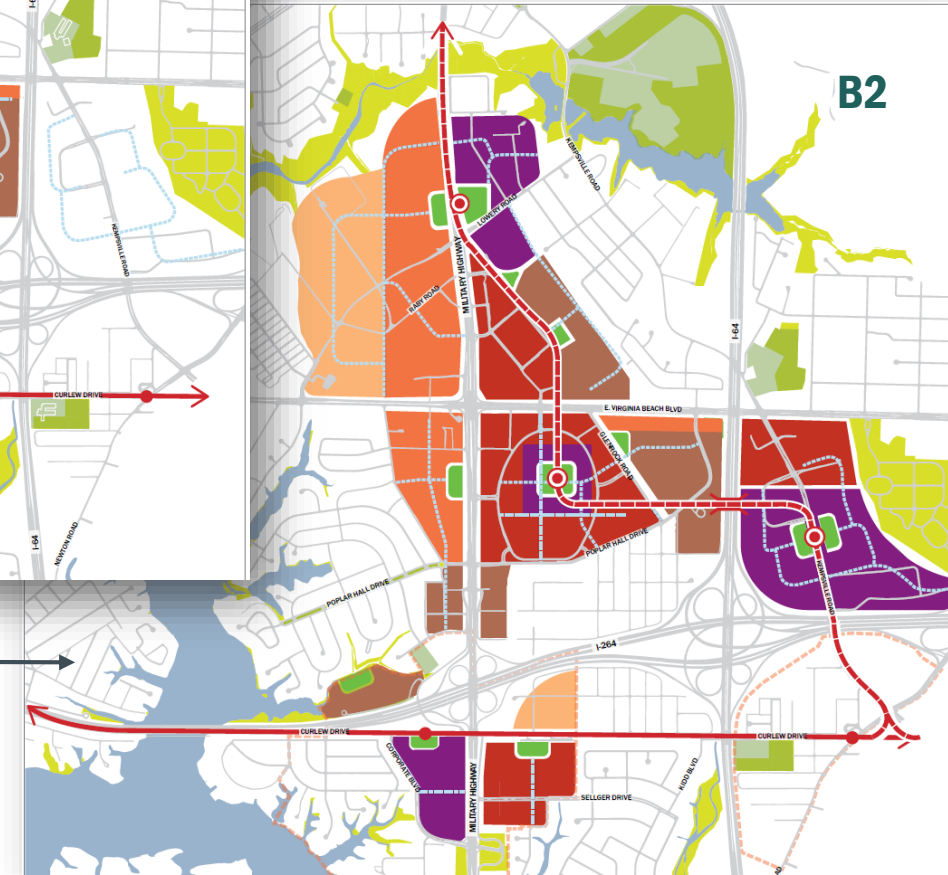 I-6
KEMPSVILLE ROAD
CURLEW DRIVE
I-64
NEWTON ROAD
B2
KEMPSVILLE ROAD
LOWERY ROAD
MILITARY HIGHWAY
RABY ROAD
I-64
E. VIRGINIA BEACH BLVD
GLENROCK ROAD
POPLAR HALL DRIVE
POPLAR HALL DRIVE
KEMPSVILLE ROAD
I-264
CURLEW DRIVE
CURLEW DRIVE
CORPORATE BLVD
MILITARY HIGHWAY
KIDD BLVD
SELLGER DRIVE